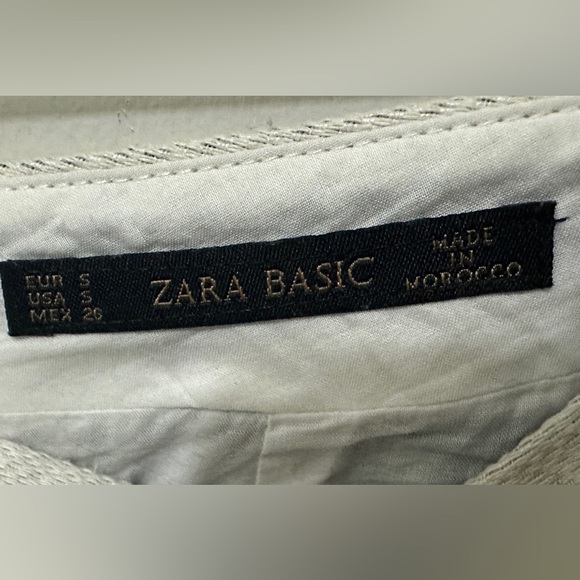 EUR S
USA S
MEX 26
ZARA BASIC
MADE
IN
MOROCCO